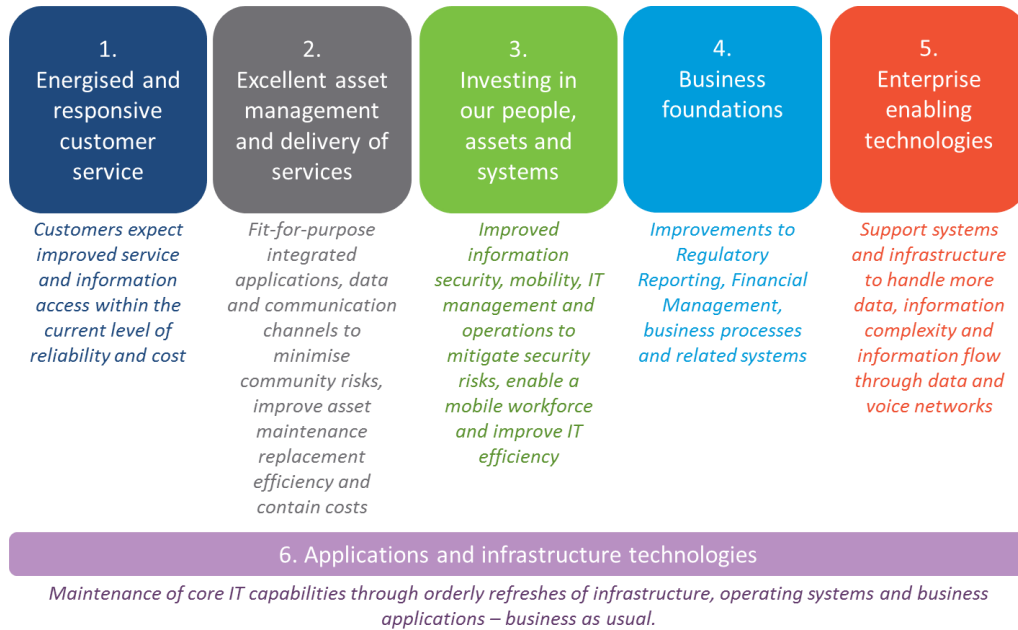 1.
Energised and
responsive
customer
service
Customers expect
improved service
and information
access within the
current level of
reliability and cost
2.
Excellent asset
management
and delivery of
services
Fit-for-purpose
integrated
applications, data
and communication
channels to
minimise
community risks,
improve asset
maintenance
replacement
efficiency and
contain costs
3.
Investing in
our people,
assets and
systems
Improved
information
security, mobility, IT
management and
operations to
mitigate security
risks, enable a
mobile workforce
and improve IT
efficiency
4.
Business
foundations
Improvements to
Regulatory
Reporting, Financial
Management,
business processes
and related systems
5.
Enterprise
enabling
technologies
Support systems
and infrastructure
to handle more
data, information
complexity and
information flow
through data and
voice networks
6. Applications and infrastructure technologies
Maintenance of core IT capabilities through orderly refreshes of infrastructure, operating systems and business
applications – business as usual.